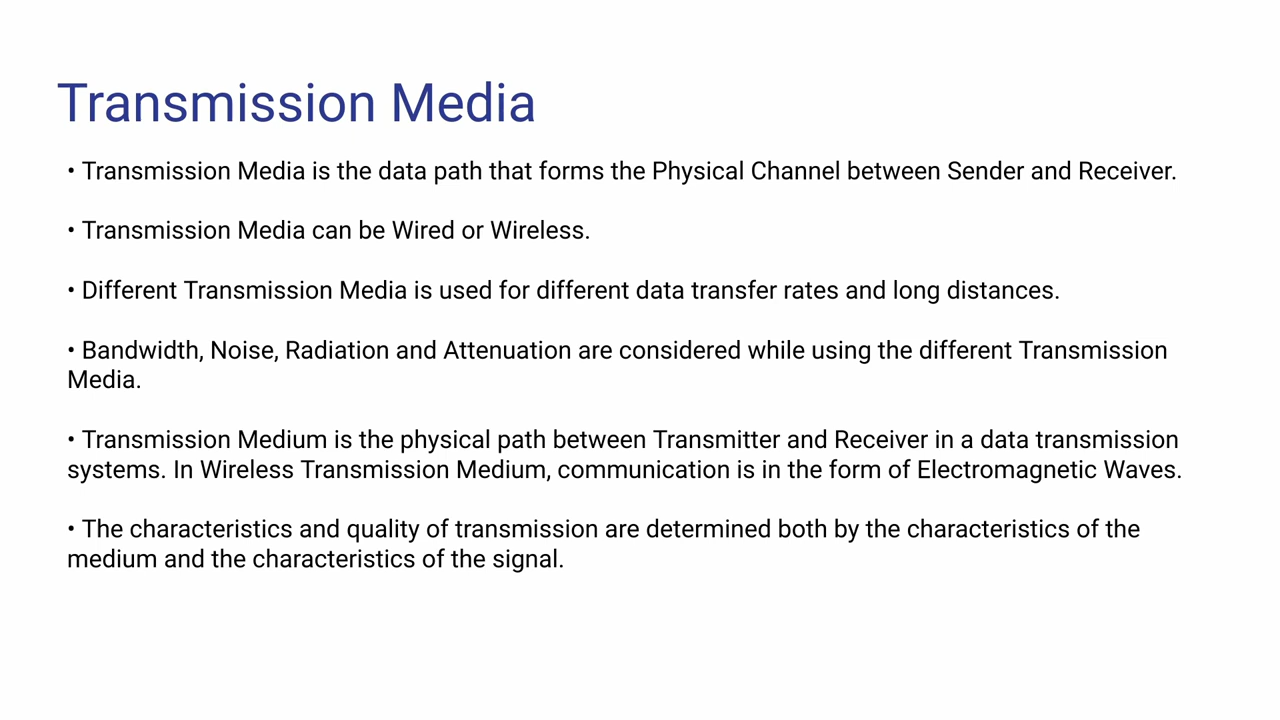 Transmission Media
• Transmission Media is the data path that forms the Physical Channel between Sender and Receiver.
• Transmission Media can be Wired or Wireless.
• Different Transmission Media is used for different data transfer rates and long distances.
• Bandwidth, Noise, Radiation and Attenuation are considered while using the different Transmission
Media.
• Transmission Medium is the physical path between Transmitter and Receiver in a data transmission
systems. In Wireless Transmission Medium, communication is in the form of Electromagnetic Waves.
• The characteristics and quality of transmission are determined both by the characteristics of the
medium and the characteristics of the signal.